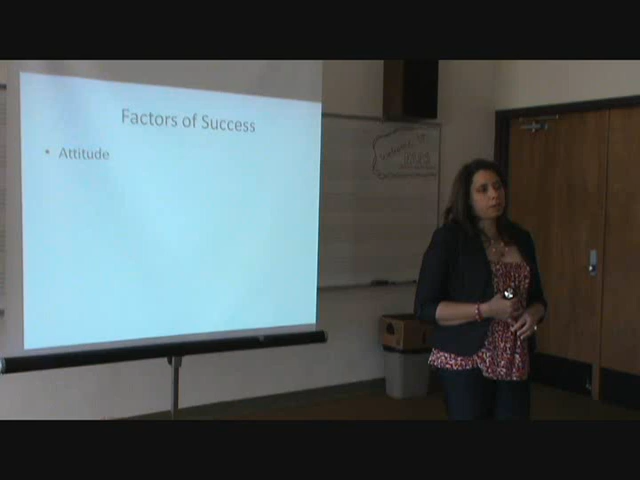 Factors of Success
• Attitude